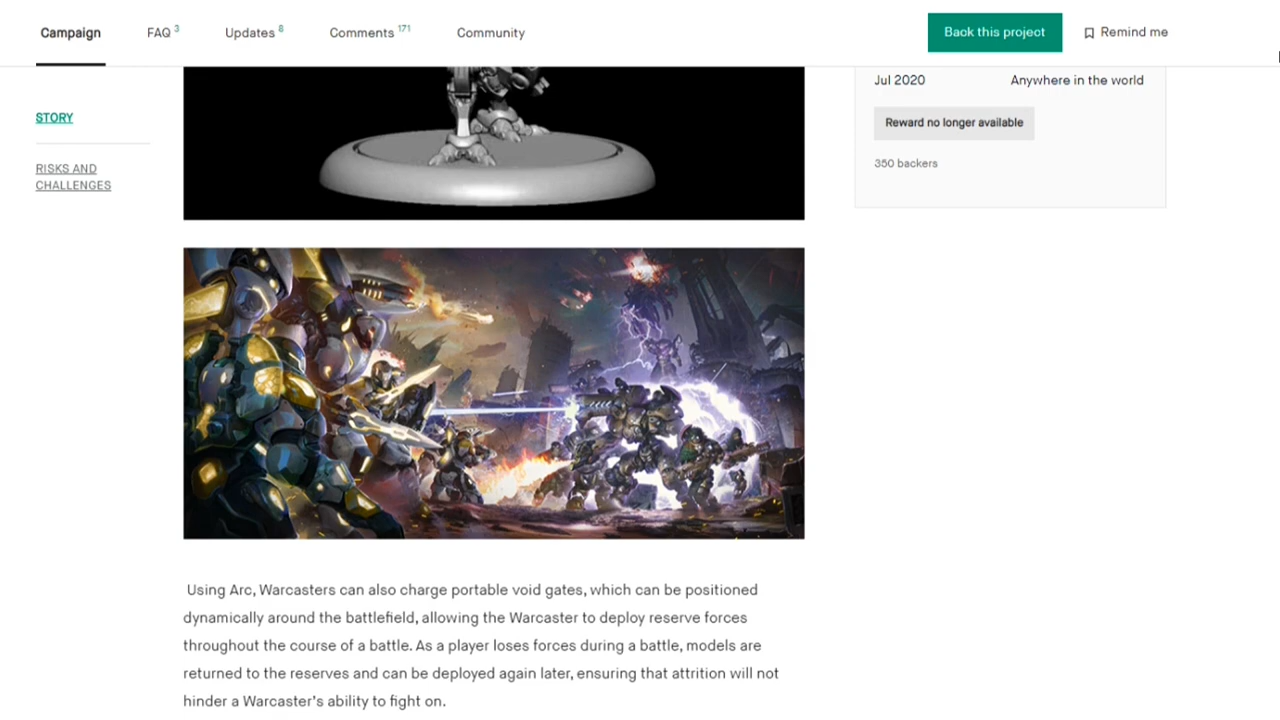 Campaign FAQ 3 Updates 8 Comments 171 Community Back this project Remind me
Jul 2020 Anywhere in the world
Reward no longer available
350 backers
STORY
RISKS AND
CHALLENGES
Using Arc, Warcasters can also charge portable void gates, which can be positioned
dynamically around the battlefield, allowing the Warcaster to deploy reserve forces
throughout the course of a battle. As a player loses forces during a battle, models are
returned to the reserves and can be deployed again later, ensuring that attrition will not
hinder a Warcaster's ability to fight on.